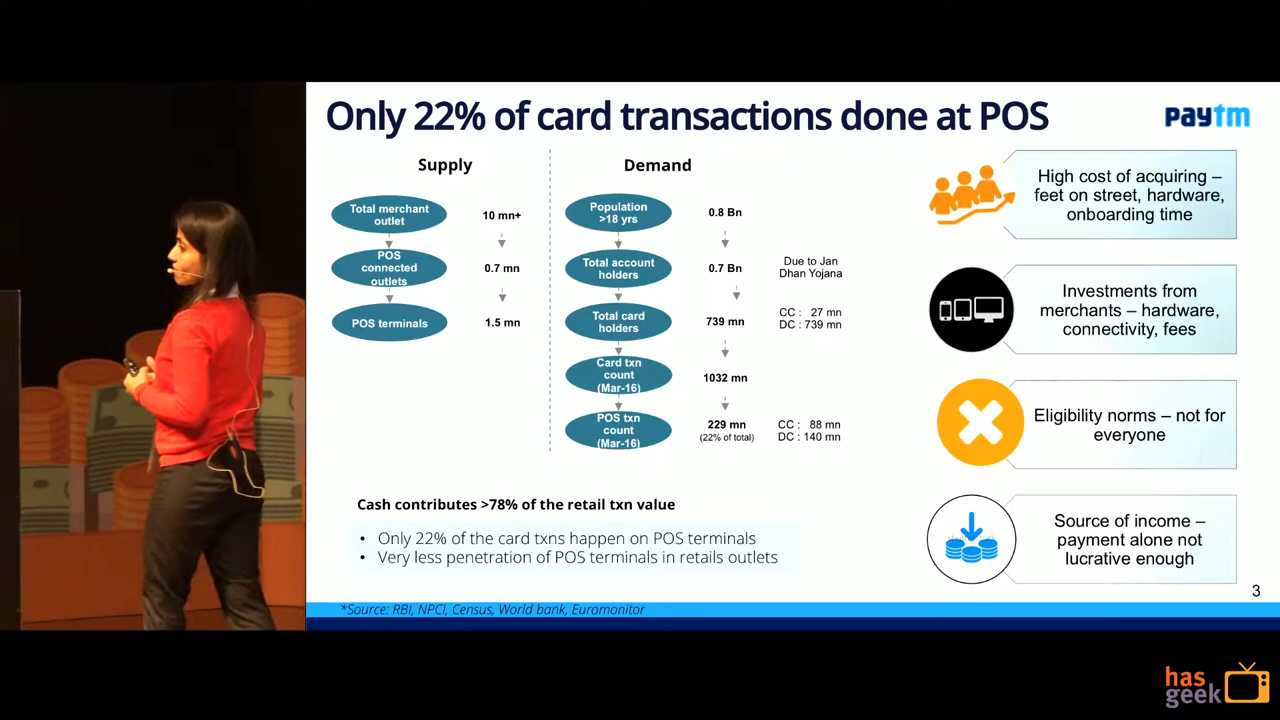 Only 22% of card transactions done at POS
paytm
Supply
Total merchant
outlet
10 mn+
POS
connected
outlets
0.7 mn
POS terminals
1.5 mn
Demand
Population
>18 yrs
0.8 Bn
Total account
holders
0.7 Bn
Due to Jan
Dhan Yojana
Total card
holders
739 mn
CC : 27 mn
DC : 739 mn
Card txn
count
(Mar-16)
1032 mn
POS txn
count
(Mar-16)
229 mn
(22% of total)
CC : 88 mn
DC : 140 mn
Cash contributes >78% of the retail txn value
• Only 22% of the card txns happen on POS terminals
• Very less penetration of POS terminals in retails outlets
High cost of acquiring –
feet on street, hardware,
onboarding time
Investments from
merchants – hardware,
connectivity, fees
Eligibility norms – not for
everyone
Source of income –
payment alone not
lucrative enough
3
*Source: RBI, NPCI, Census, World bank, Euromonitor
has
geek